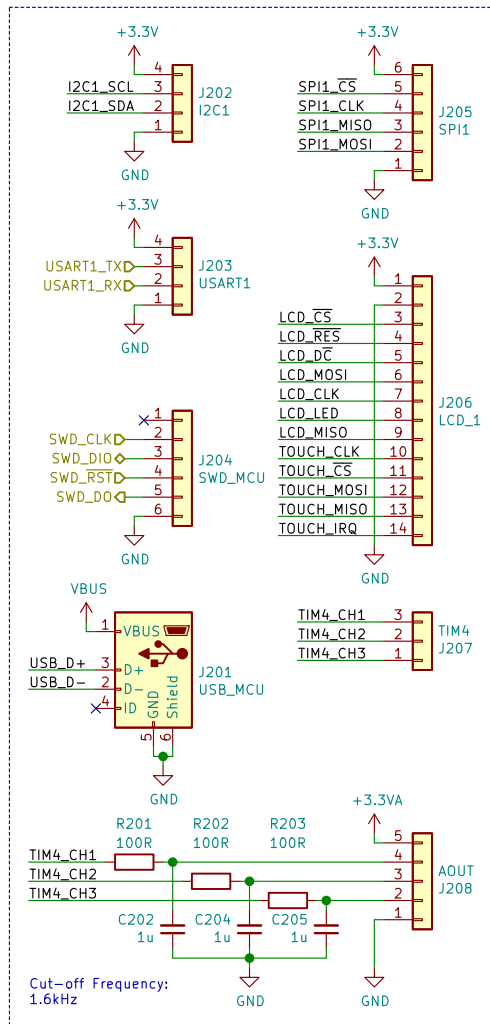 +3.3V
4
I2C1_SCL 3
I2C1_SDA 2
1
J202
I2C1
GND
+3.3V
6
SPI1_CS 5
SPI1_CLK 4
SPI1_MISO 3
SPI1_MOSI 2
1
J205
SPI1
GND
+3.3V
4
USART1_TX 3
USART1_RX 2
1
J203
USART1
GND
+3.3V
1
2
LCD_CS 3
LCD_RES 4
LCD_DC 5
LCD_MOSI 6
LCD_CLK 7
LCD_LED 8
LCD_MISO 9
TOUCH_CLK 10
TOUCH_CS 11
TOUCH_MOSI 12
TOUCH_MISO 13
TOUCH_IRQ 14
J206
LCD_1
GND
1
SWD_CLK 2
SWD_DIO 3
SWD_RST 4
SWD_DO 5
6
J204
SWD_MCU
GND
VBUS
1 VBUS
USB_D+ 3 D+
USB_D- 2 D-
4 ID
GND
Shield
5 6
J201
USB_MCU
GND
TIM4_CH1 3
TIM4_CH2 2
TIM4_CH3 1
TIM4
J207
R201
100R
R202
100R
R203
100R
TIM4_CH1
TIM4_CH2
TIM4_CH3
C202
1u
C204
1u
C205
1u
GND
+3.3VA
5
4
3
2
1
AOUT
J208
GND
Cut-off Frequency:
1.6kHz